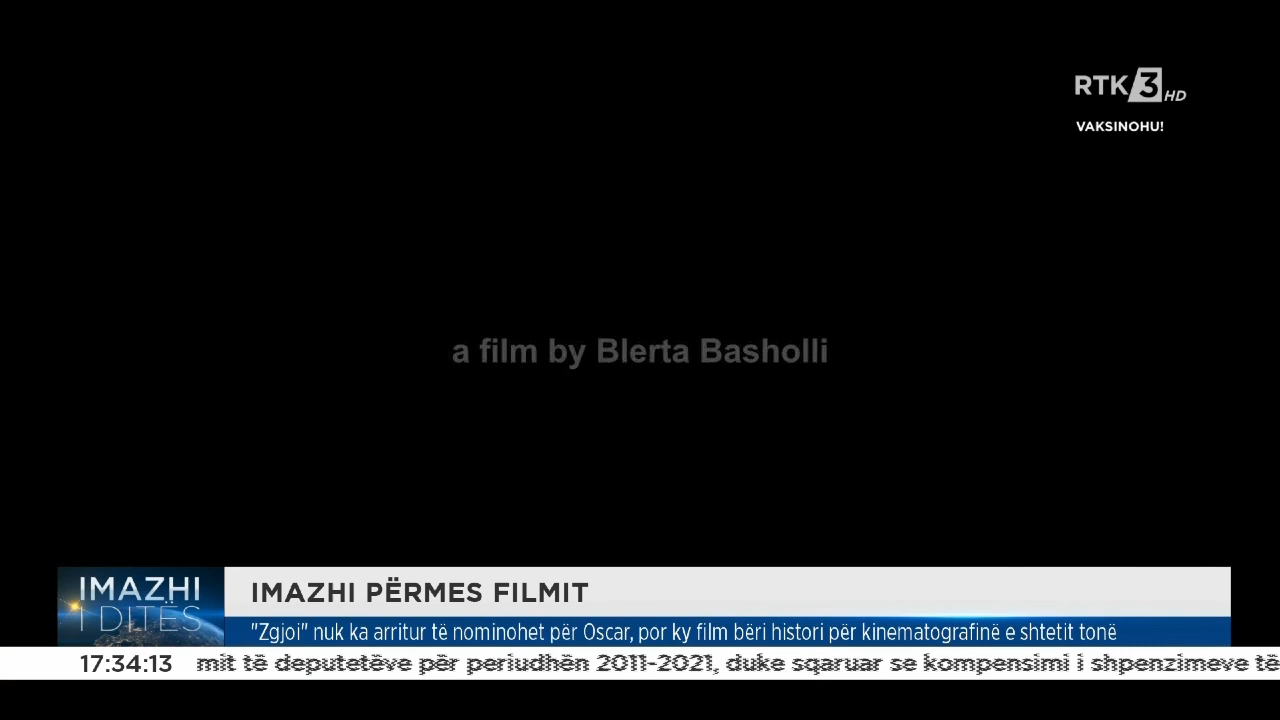 RTK 3 HD
VAKSINOHU!
a film by Blerta Basholli
IMAZHI
I DITËS
IMAZHI PËRMES FILMIT
"Zgjoi" nuk ka arritur të nominohet për Oscar, por ky film bëri histori për kinematografinë e shtetit tonë
17:34:13 mit të deputetëve për periudhën 2011-2021, duke sqaruar se kompensimi i shpenzimeve të